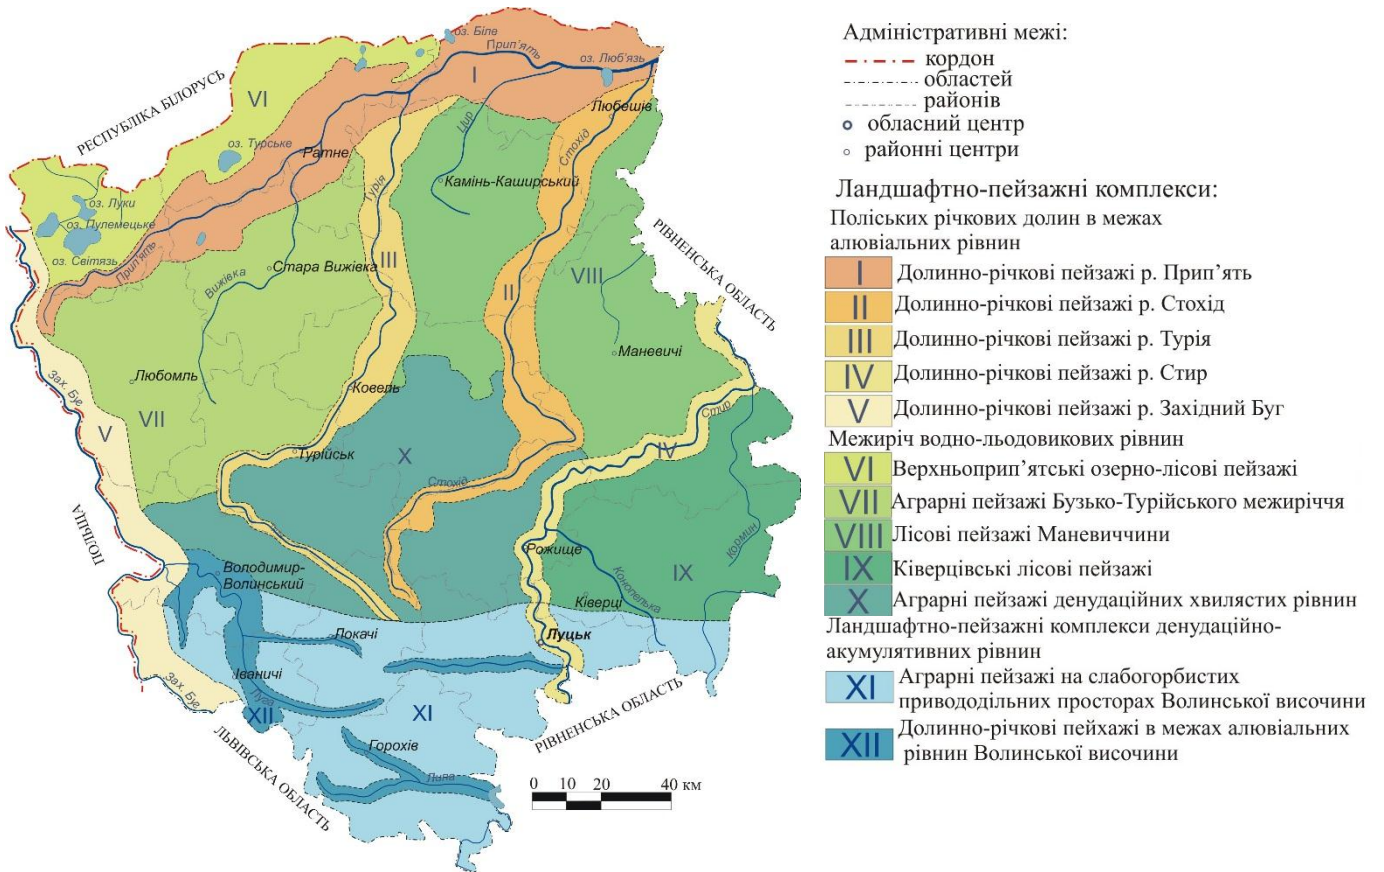 оз. Біле
Прип'ять
оз. Люб'язь
I
РЕСПУБЛІКА БІЛОРУСЬ
VI
Любешів
Цир
оз. Турське
Ратне
Стохід
Турія
Камінь-Каширський
оз. Луки
оз. Пулемецьке
РІВНЕНСЬКА ОБЛАСТЬ
оз. Світязь
Прип'ять
Стара Вижівка
III
VIII
Вижівка
II
Маневичі
Любомль
Зах. Буг
Ковель
VII
V
Стир
Турійськ
X
IV
Стохід
ПОЛЬЩА
Рожище
Кормин
Володимир-
Волинський
IX
Конопелька
Ківерці
Локачі
Луцьк
Іваничі
Зах. Буг
Луга
XII
XI
РІВНЕНСЬКА ОБЛАСТЬ
ЛЬВІВСЬКА ОБЛАСТЬ
Горохів
Липа
0 10 20 40 км
Адміністративні межі:
кордон
областей
районів
обласний центр
районні центри
Ландшафтно-пейзажні комплекси:
Поліських річкових долин в межах
алювіальних рівнин
I Долинно-річкові пейзажі р. Прип’ять
II Долинно-річкові пейзажі р. Стохід
III Долинно-річкові пейзажі р. Турія
IV Долинно-річкові пейзажі р. Стир
V Долинно-річкові пейзажі р. Західний Буг
Межиріч водно-льодовикових рівнин
VI Верхньоприп’ятські озерно-лісові пейзажі
VII Аграрні пейзажі Бузько-Турійського межиріччя
VIII Лісові пейзажі Маневиччини
IX Ківерцівські лісові пейзажі
X Аграрні пейзажі денудаційних хвилястих рівнин
Ландшафтно-пейзажні комплекси денудаційно-
акумулятивних рівнин
XI Аграрні пейзажі на слабогорбистих
привододільних просторах Волинської височини
XII Долинно-річкові пейхажі в межах алювіальних
рівнин Волинської височини